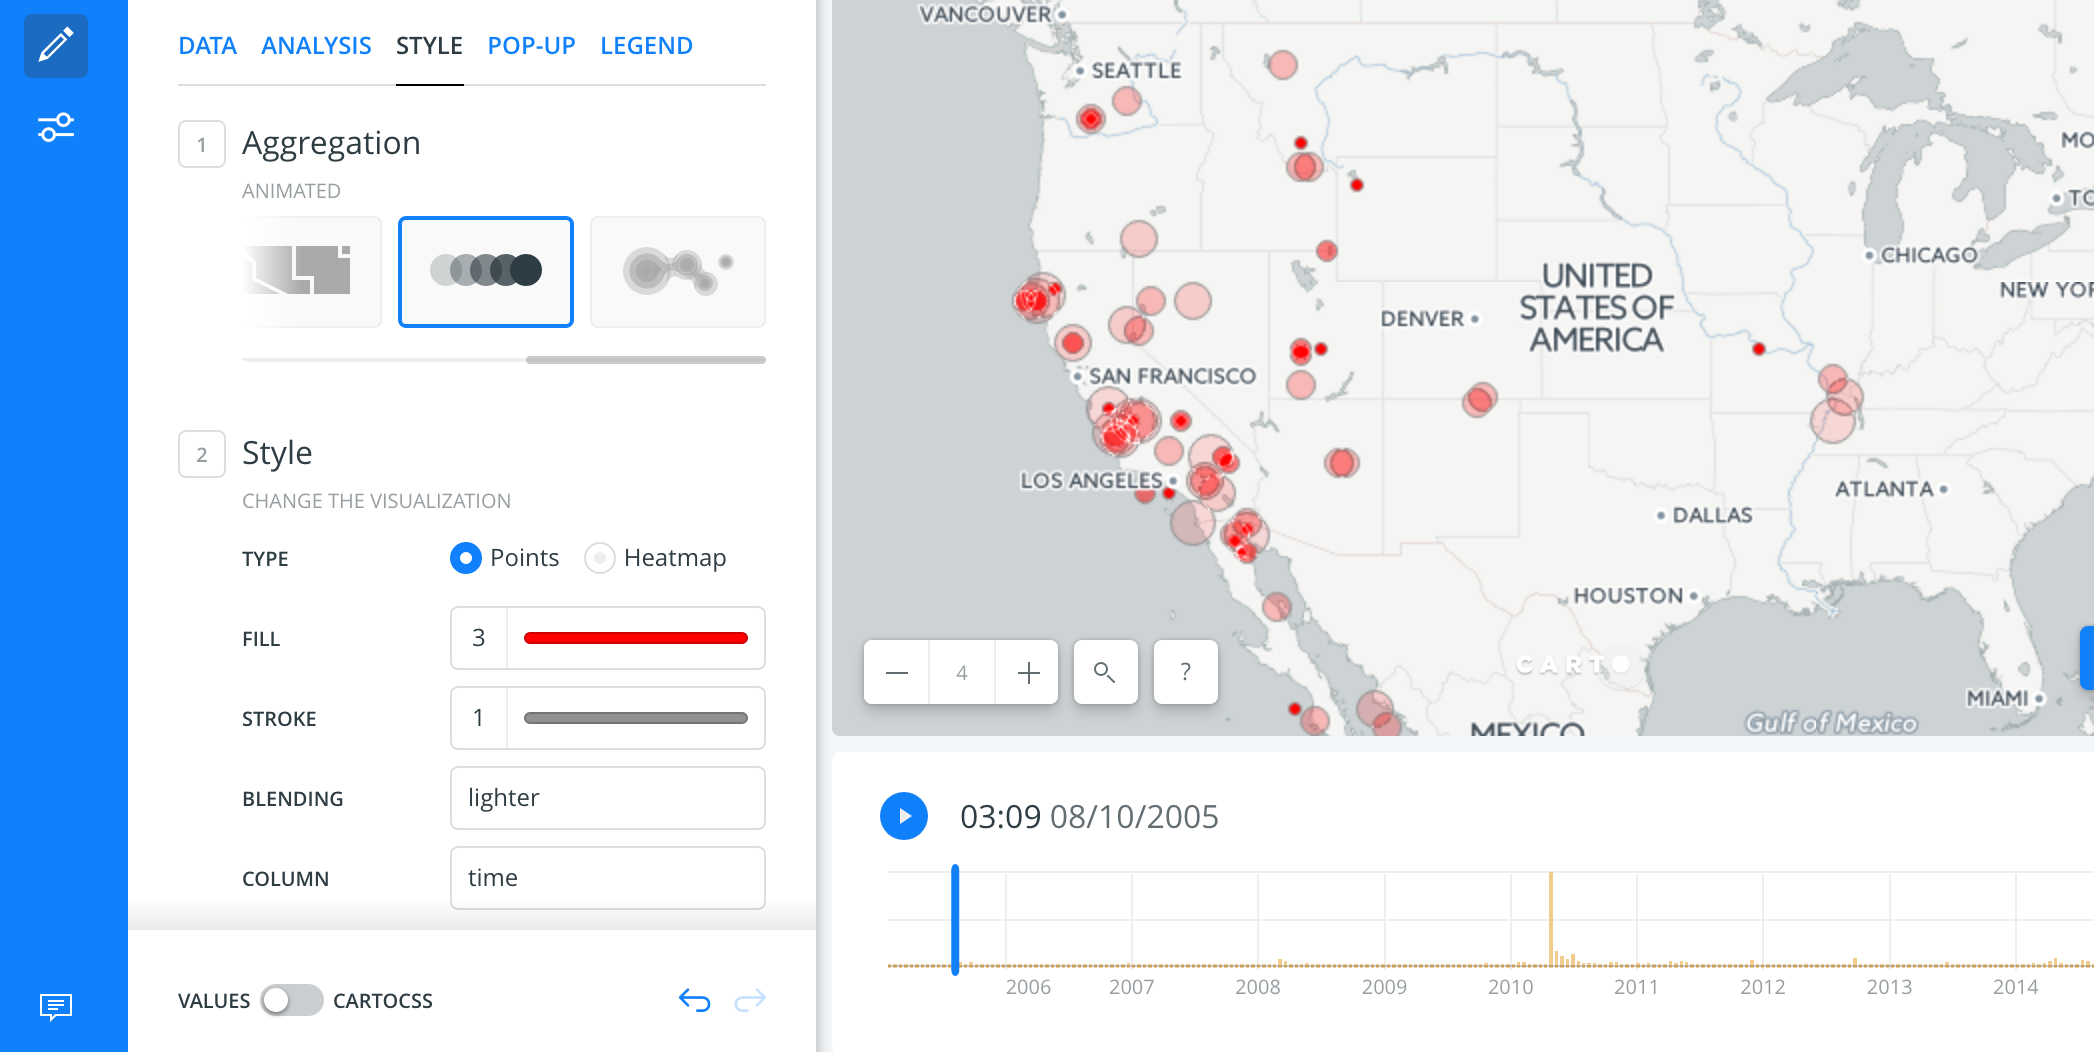 DATA ANALYSIS STYLE POP-UP LEGEND
1 Aggregation
ANIMATED
2 Style
CHANGE THE VISUALIZATION
TYPE Points Heatmap
FILL 3
STROKE 1
BLENDING lighter
COLUMN time
VALUES CARTOCSS
VANCOUVER
SEATTLE
MO
TO
CHICAGO
NEW YOR
UNITED
STATES OF
AMERICA
DENVER
SAN FRANCISCO
LOS ANGELES
ATLANTA
DALLAS
HOUSTON
CARTO
4 ?
MIAMI
Gulf of Mexico
MEXICO
03:09 08/10/2005
2006 2007 2008 2009 2010 2011 2012 2013 2014